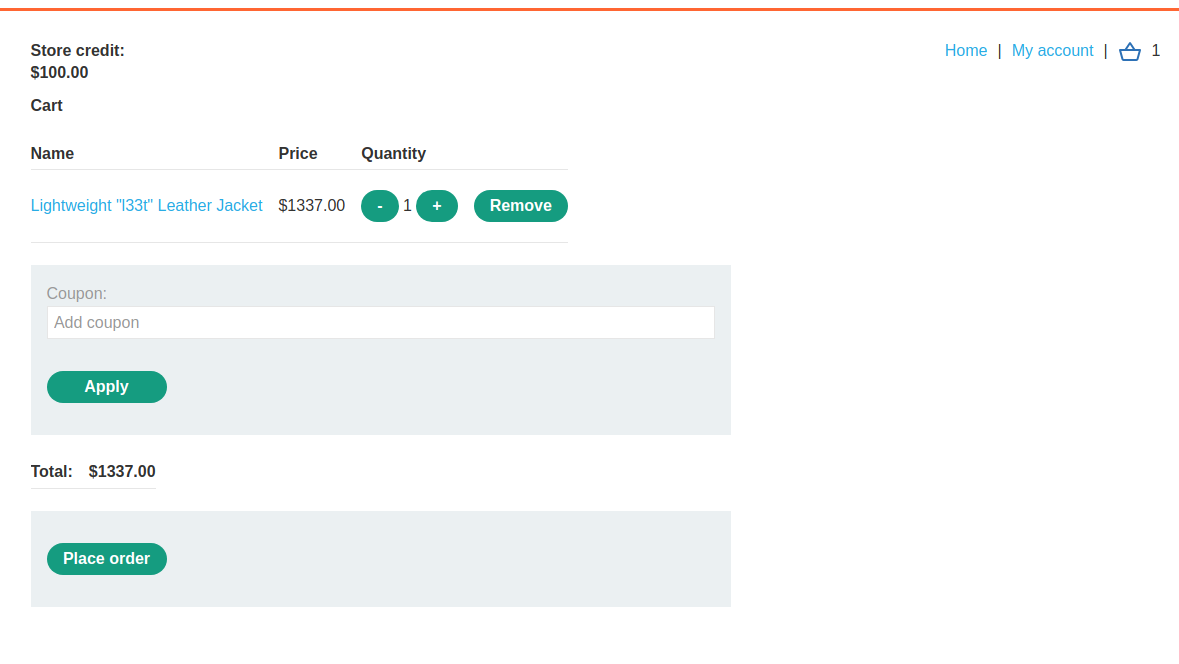 Store credit:
$100.00
Home | My account | 1
Cart
Name Price Quantity
Lightweight "l33t" Leather Jacket $1337.00 - 1 + Remove
Coupon:
Add coupon
Apply
Total: $1337.00
Place order